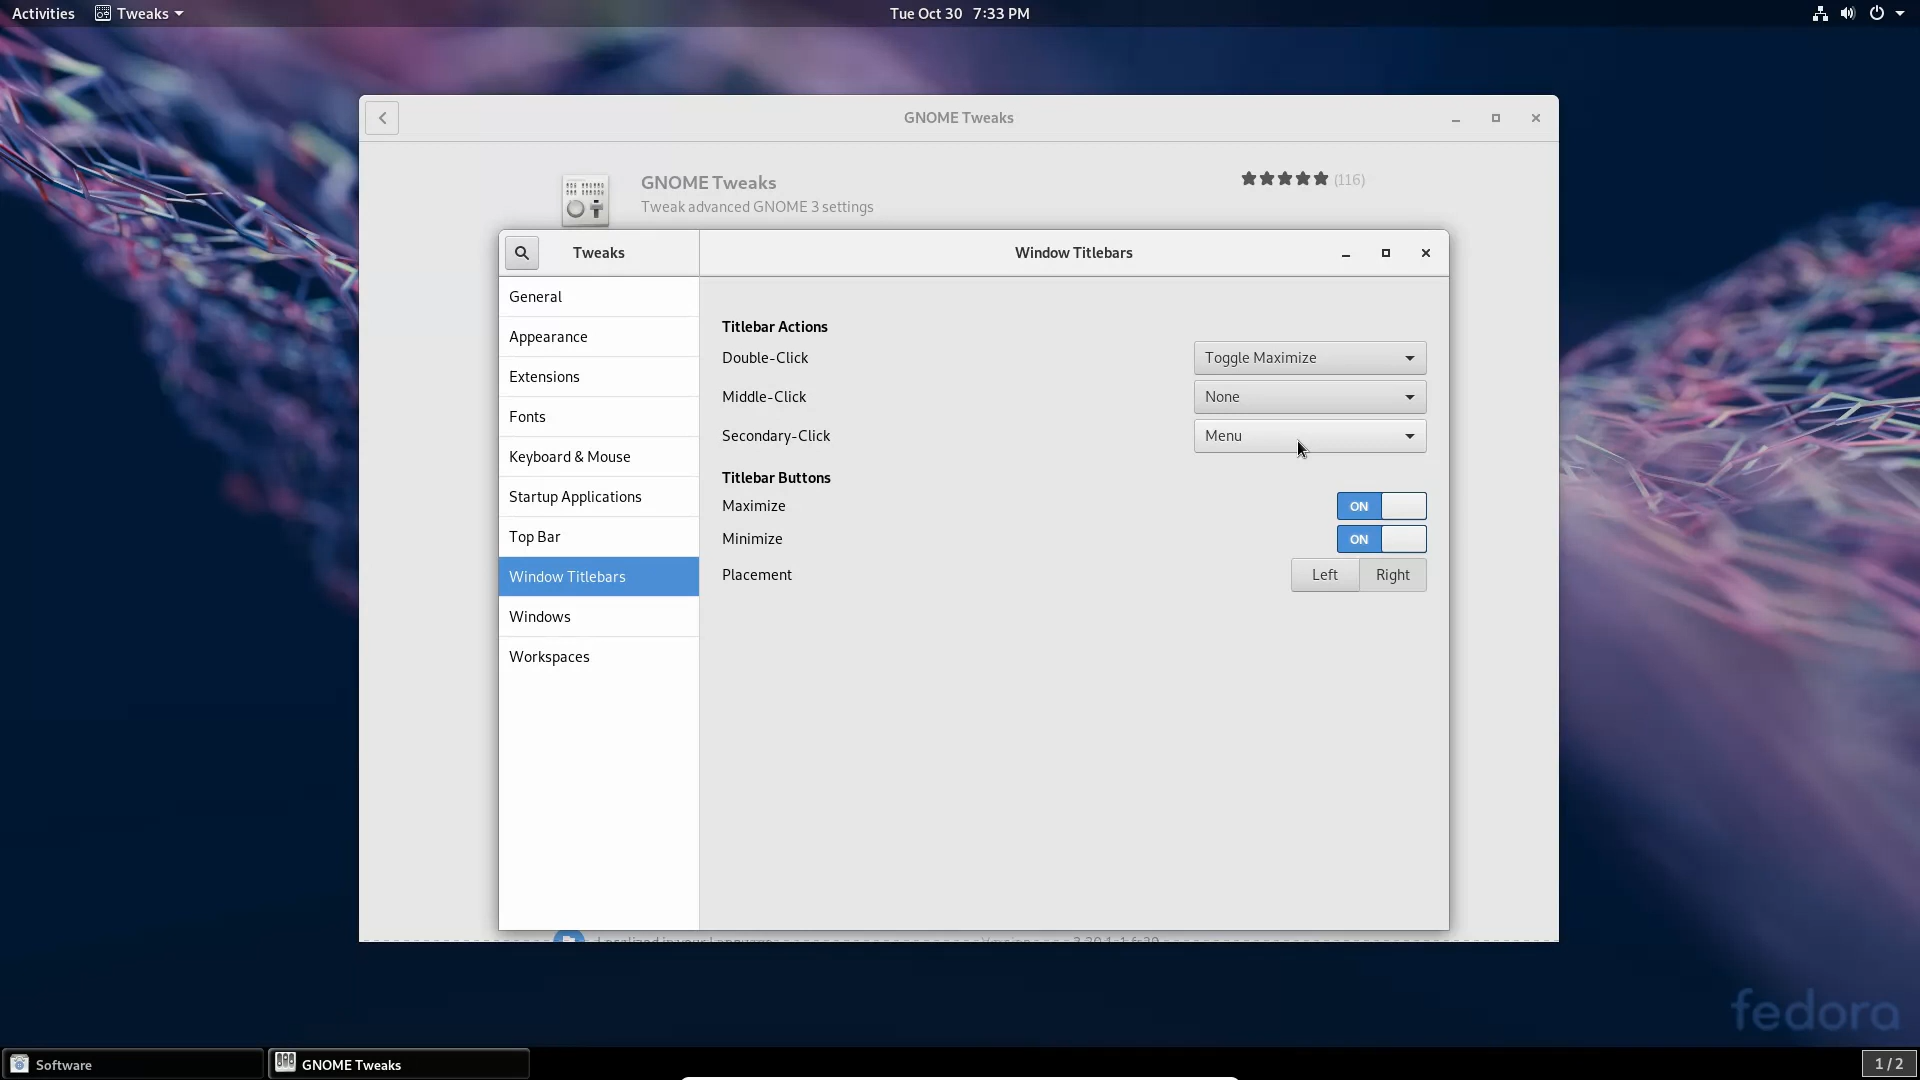 Activities Tweaks Tue Oct 30 7:33 PM
GNOME Tweaks
GNOME Tweaks (116)
Tweak advanced GNOME 3 settings
Tweaks Window Titlebars
General
Appearance
Extensions
Fonts
Keyboard & Mouse
Startup Applications
Top Bar
Window Titlebars
Windows
Workspaces
Titlebar Actions
Double-Click Toggle Maximize
Middle-Click None
Secondary-Click Menu
Titlebar Buttons
Maximize ON
Minimize ON
Placement Left Right
fedora
Software GNOME Tweaks 1 / 2